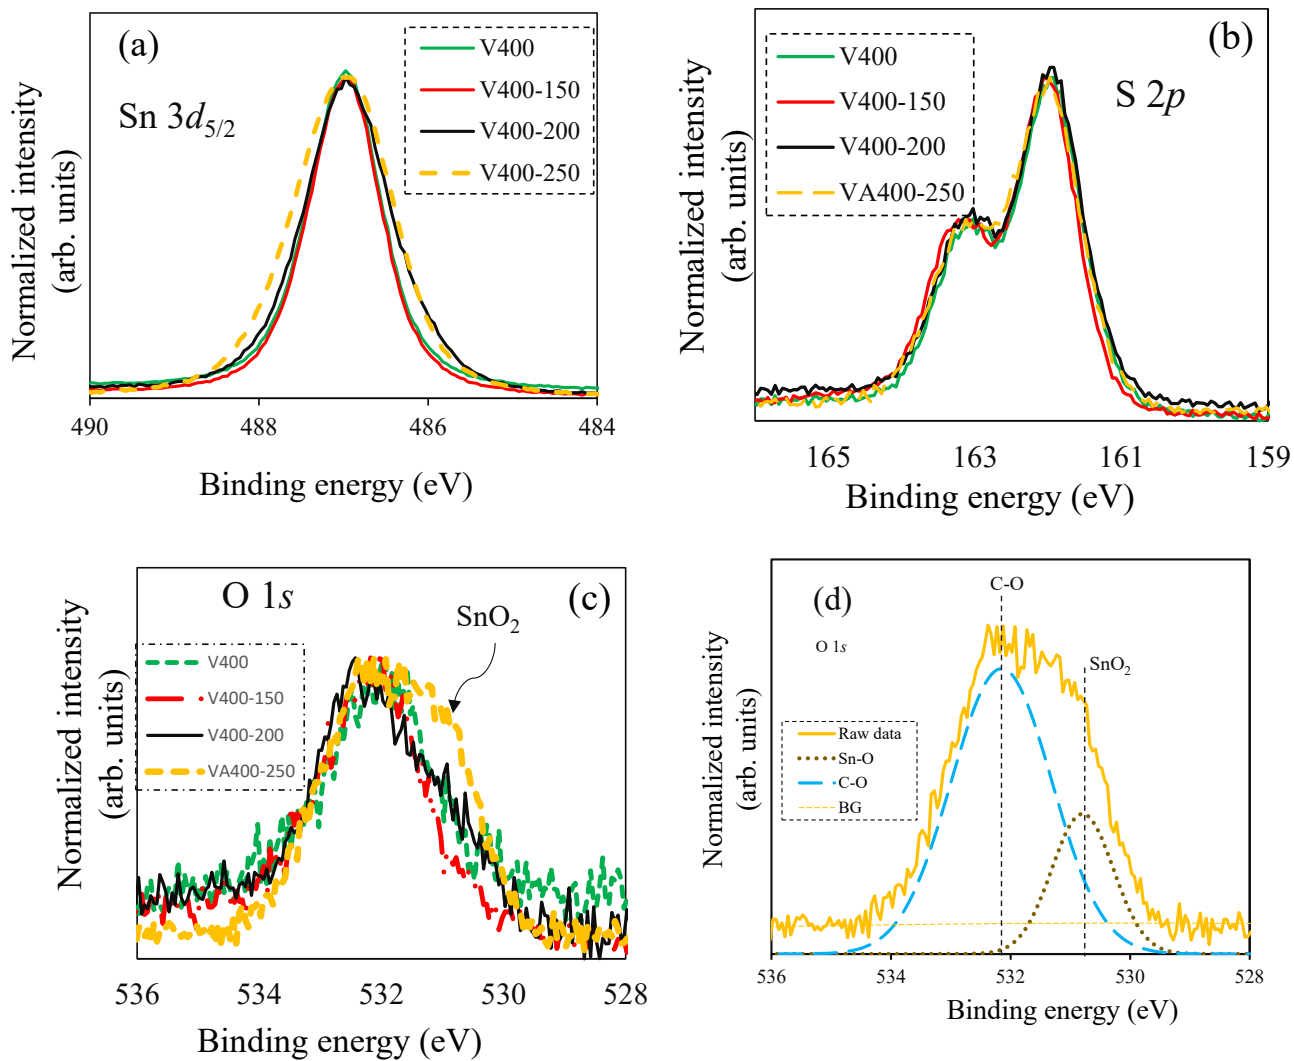 (a)
Sn 3d5/2
V400
V400-150
V400-200
V400-250
Normalized intensity
(arb. units)
490
488
486
484
Binding energy (eV)
(b)
S 2p
V400
V400-150
V400-200
VA400-250
Normalized intensity
(arb. units)
165
163
161
159
Binding energy (eV)
O 1s
(c)
SnO2
V400
V400-150
V400-200
VA400-250
Normalized intensity
(arb. units)
536
534
532
530
528
Binding energy (eV)
C-O
(d)
O 1s
SnO2
Raw data
Sn-O
C-O
BG
Normalized intensity
(arb. units)
536
534
532
530
528
Binding energy (eV)